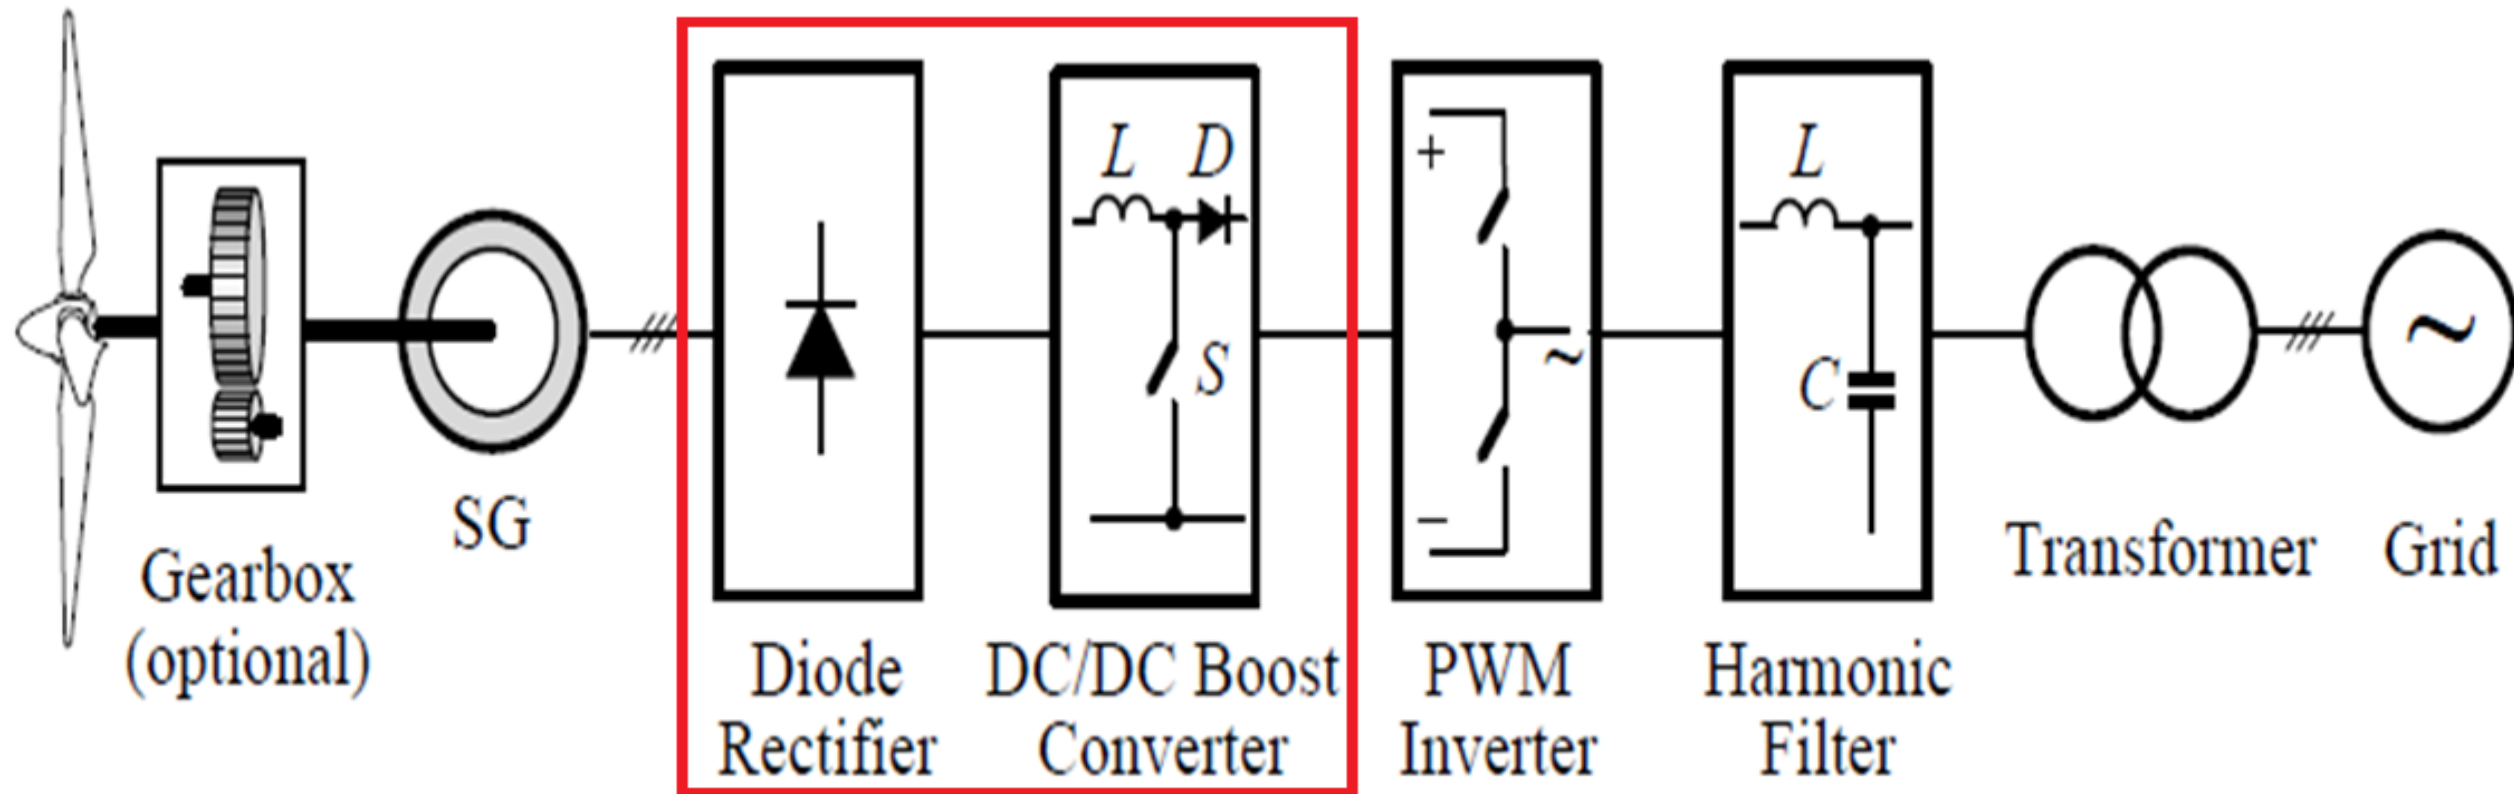 L D
S
+
~
–
L
C
~
SG
Gearbox
(optional)
Diode
Rectifier
DC/DC Boost
Converter
PWM
Inverter
Harmonic
Filter
Transformer
Grid